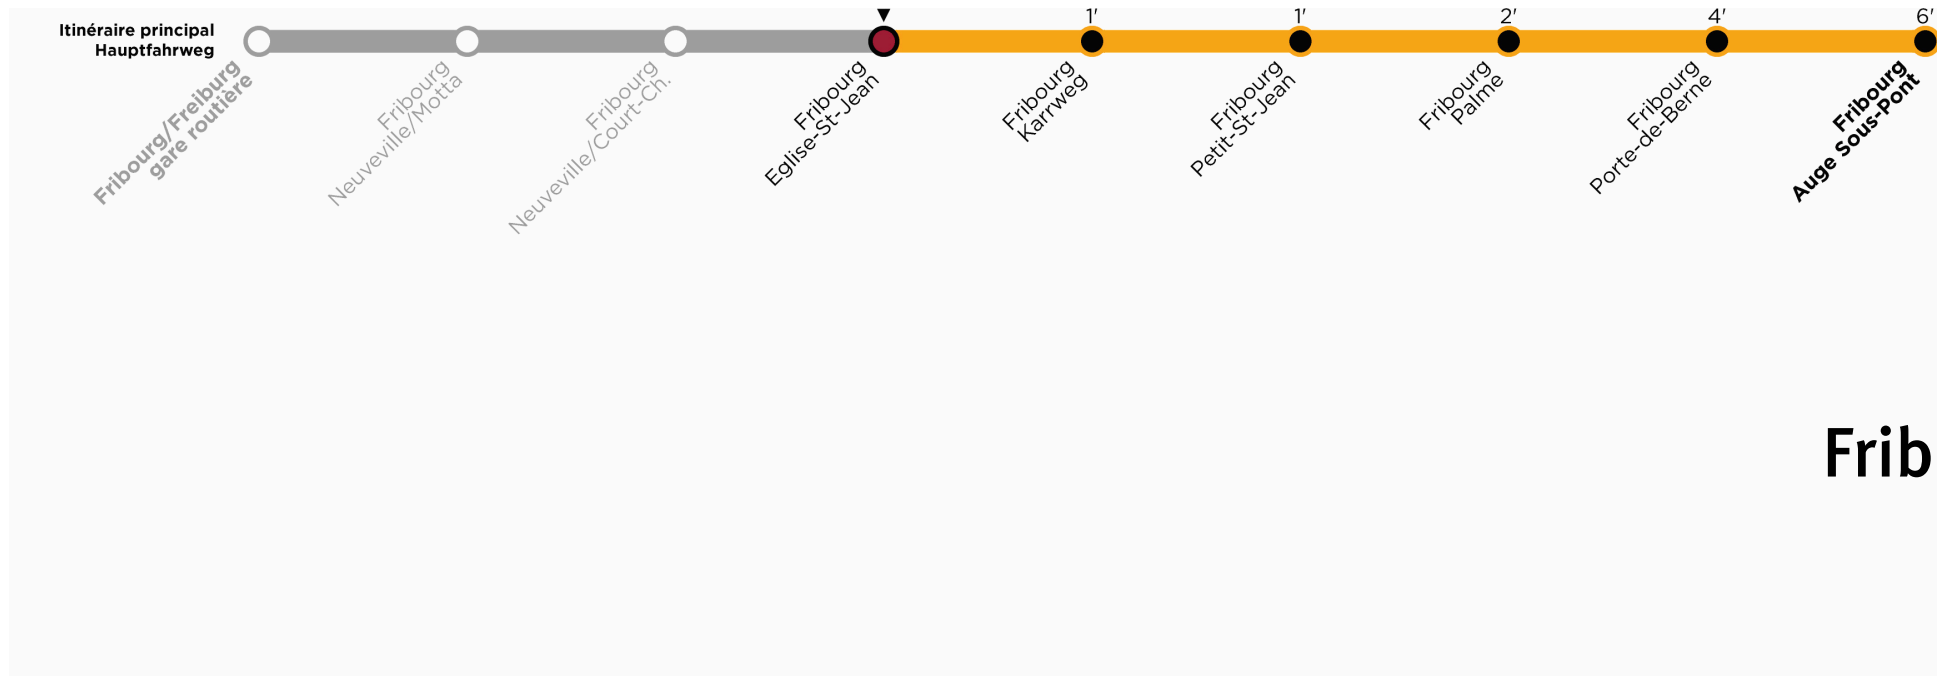 Itinéraire principal
Hauptfahrweg
▼
1'
1'
2'
4'
6'
Fribourg/Freiburg
gare routière
Fribourg
Neuveville/Motta
Fribourg
Neuveville/Court-Ch.
Fribourg
Eglise-St-Jean
Fribourg
Karrweg
Fribourg
Petit-St-Jean
Fribourg
Palme
Fribourg
Porte-de-Berne
Fribourg
Auge Sous-Pont
Frib